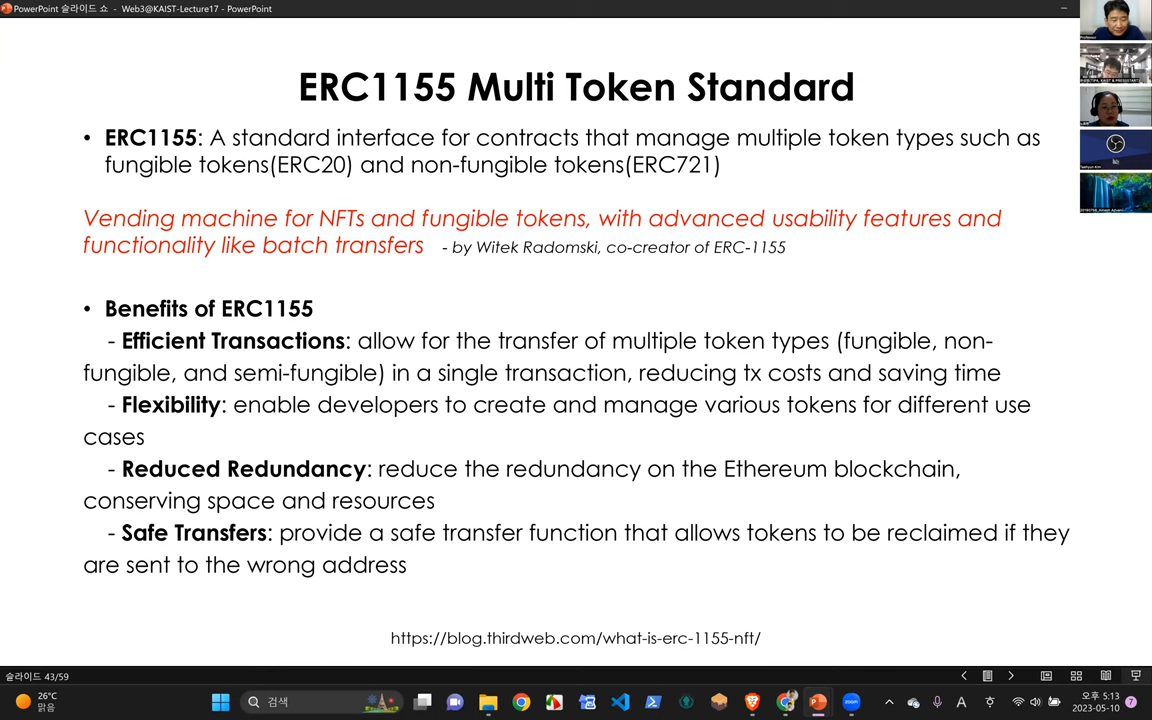 PowerPoint 슬라이드 쇼 - Web3@KAIST-Lecture17 - PowerPoint
ERC1155 Multi Token Standard
• ERC1155: A standard interface for contracts that manage multiple token types such as
fungible tokens(ERC20) and non-fungible tokens(ERC721)
Vending machine for NFTs and fungible tokens, with advanced usability features and
functionality like batch transfers - by Witek Radomski, co-creator of ERC-1155
• Benefits of ERC1155
- Efficient Transactions: allow for the transfer of multiple token types (fungible, non-
fungible, and semi-fungible) in a single transaction, reducing tx costs and saving time
- Flexibility: enable developers to create and manage various tokens for different use
cases
- Reduced Redundancy: reduce the redundancy on the Ethereum blockchain,
conserving space and resources
- Safe Transfers: provide a safe transfer function that allows tokens to be reclaimed if they
are sent to the wrong address
https://blog.thirdweb.com/what-is-erc-1155-nft/
Professor
슬라이드 43/59
26°C
맑음
검색
A
오후 5:13
2023-05-10
7